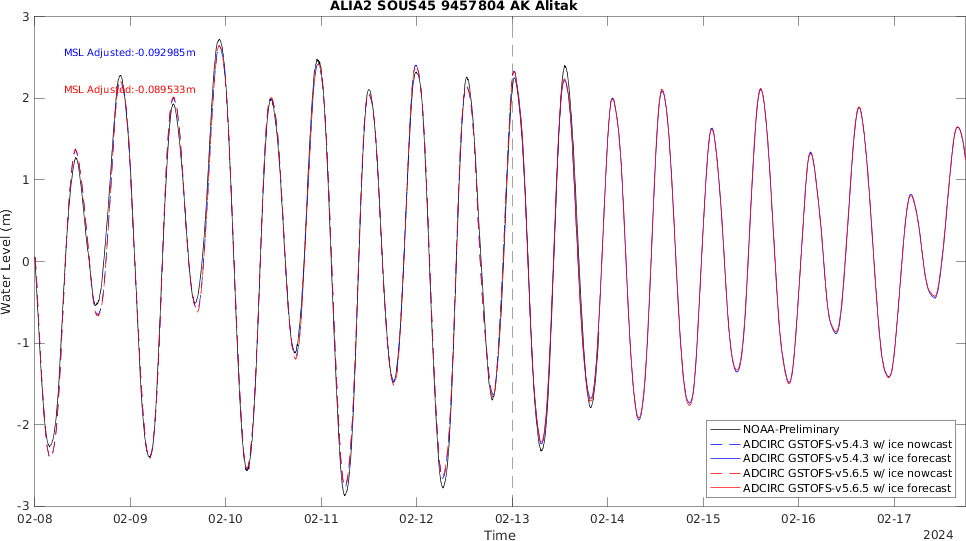 ALIA2 SOUS45 9457804 AK Alitak
MSL Adjusted:-0.092985m
MSL Adjusted:-0.089533m
3
2
1
0
-1
-2
-3
Water Level (m)
NOAA-Preliminary
ADCIRC GSTOFS-v5.4.3 w/ ice nowcast
ADCIRC GSTOFS-v5.4.3 w/ ice forecast
ADCIRC GSTOFS-v5.6.5 w/ ice nowcast
ADCIRC GSTOFS-v5.6.5 w/ ice forecast
02-08 02-09 02-10 02-11 02-12 02-13 02-14 02-15 02-16 02-17
Time
2024